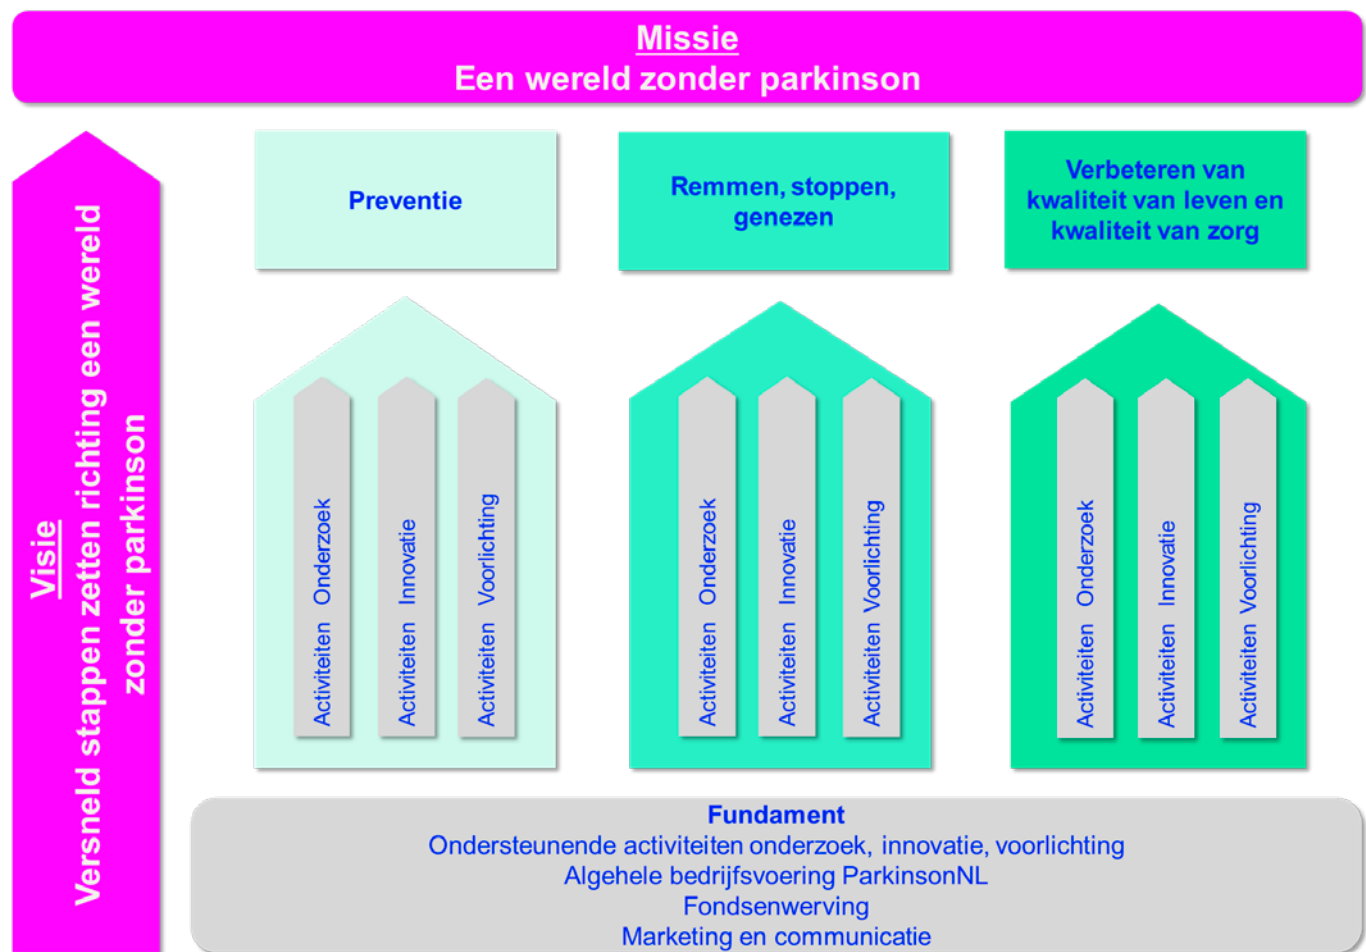 Missie
Een wereld zonder parkinson
Visie
Versneld stappen zetten richting een wereld
zonder parkinson
Preventie
Remmen, stoppen,
genezen
Verbeteren van
kwaliteit van leven en
kwaliteit van zorg
Activiteiten Onderzoek
Activiteiten Innovatie
Activiteiten Voorlichting
Activiteiten Onderzoek
Activiteiten Innovatie
Activiteiten Voorlichting
Activiteiten Onderzoek
Activiteiten Innovatie
Activiteiten Voorlichting
Fundament
Ondersteunende activiteiten onderzoek, innovatie, voorlichting
Algehele bedrijfsvoering ParkinsonNL
Fondsenwerving
Marketing en communicatie